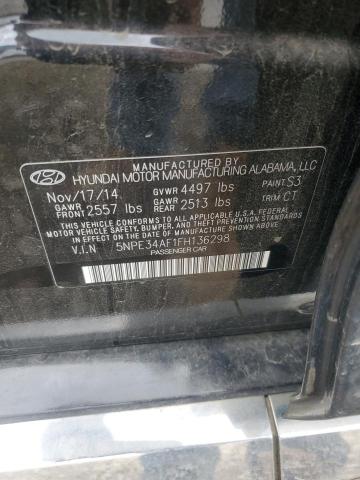 MANUFACTURED BY
HYUNDAI MOTOR MANUFACTURING ALABAMA, LLC
Nov/17/14 GVWR 4497 lbs PAINT S3
GAWR FRONT 2557 lbs GAWR REAR 2513 lbs TRIM CT
THIS VEHICLE CONFORMS TO ALL APPLICABLE U.S. FEDERAL
MOTOR VEHICLE SAFETY, BUMPER, AND THEFT PREVENTION
STANDARDS IN EFFECT ON THE DATE OF MANUFACTURE SHOWN ABOVE.
V.I.N 5NPE34AF1FH136298
PASSENGER CAR